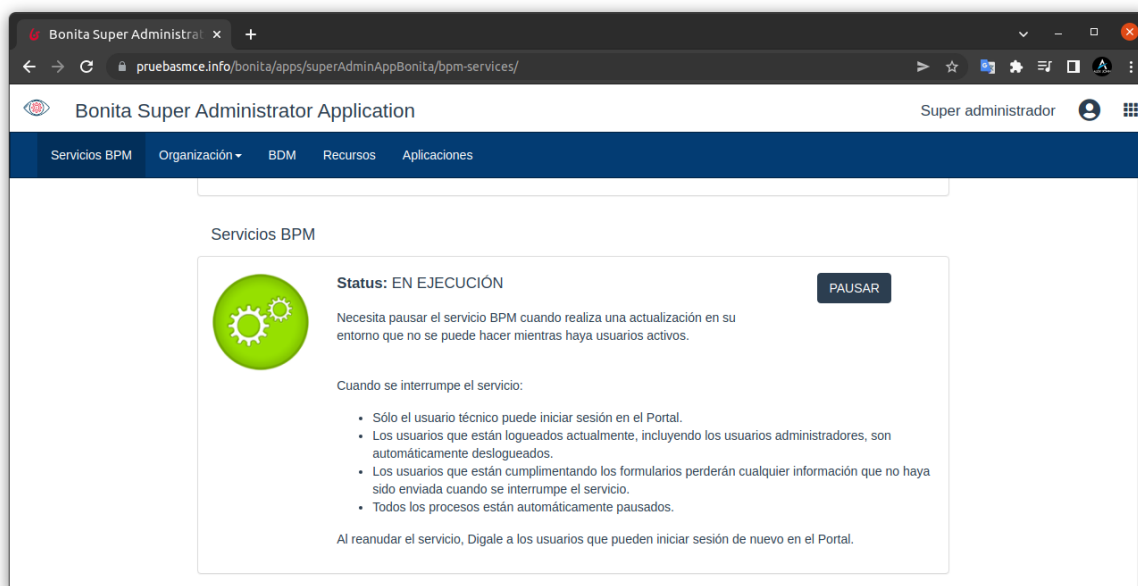 Bonita Super Administrat
pruebasmce.info/bonita/apps/superAdminAppBonita/bpm-services/
Bonita Super Administrator Application
Super administrador
Servicios BPM
Organización
BDM
Recursos
Aplicaciones
Servicios BPM
Status: EN EJECUCIÓN
PAUSAR
Necesita pausar el servicio BPM cuando realiza una actualización en su
entorno que no se puede hacer mientras haya usuarios activos.
Cuando se interrumpe el servicio:
• Sólo el usuario técnico puede iniciar sesión en el Portal.
• Los usuarios que están logueados actualmente, incluyendo los usuarios administradores, son
automáticamente deslogueados.
• Los usuarios que están cumplimentando los formularios perderán cualquier información que no haya
sido enviada cuando se interrumpe el servicio.
• Todos los procesos están automáticamente pausados.
Al reanudar el servicio, Digale a los usuarios que pueden iniciar sesión de nuevo en el Portal.